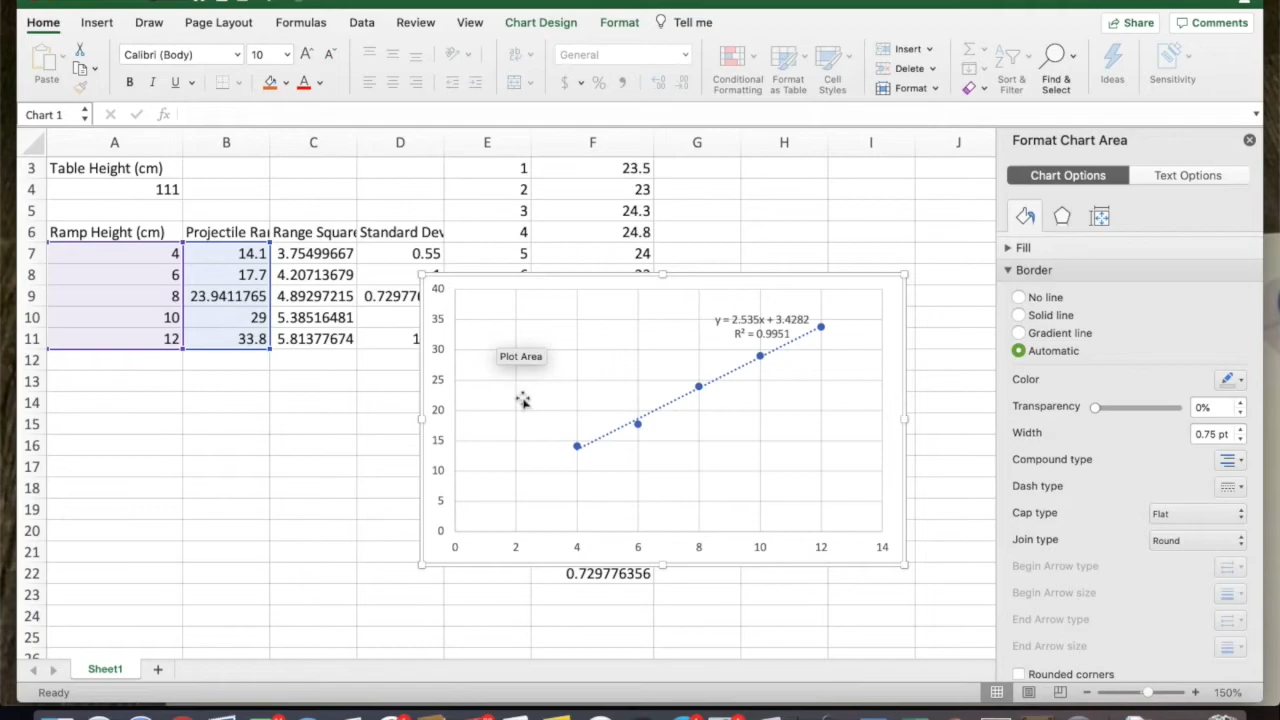 Home Insert Draw Page Layout Formulas Data Review View Chart Design Format Tell me Share Comments
Paste Calibri (Body) 10 A A General Insert Delete Format Conditional Formatting Format as Table Cell Styles Sort & Filter Find & Select Ideas Sensitivity
B I U A $ %
Chart 1 fx
A B C D E F G H I J
3 Table Height (cm) 1 23.5
4 111 2 23
5 3 24.3
6 Ramp Height (cm) Projectile Ra Range Square Standard Dev 4 24.8
7 4 14.1 3.75499667 0.55 5 24
8 6 17.7 4.20713679
9 8 23.9411765 4.89297215 0.72977
10 10 29 5.38516481
11 12 33.8 5.81377674 1
12
13
14
15
16
17
18
19
20
21
22 0.729776356
23
24
25
40
35
30
25
20
15
10
5
0
0 2 4 6 8 10 12 14
y = 2.535x + 3.4282
R² = 0.9951
Plot Area
Format Chart Area
Chart Options Text Options
Fill
Border
No line
Solid line
Gradient line
Automatic
Color
Transparency 0%
Width 0.75 pt
Compound type
Dash type
Cap type Flat
Join type Round
Begin Arrow type
Begin Arrow size
End Arrow type
End Arrow size
Rounded corners
Sheet1 +
Ready 150%